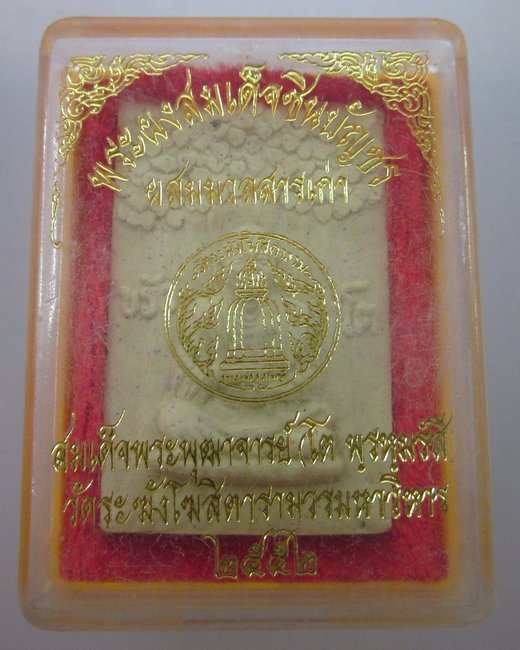 พระผงสมเด็จชินบัญชร
ผสมมวลสารเก่า
สมเด็จพระพุฒาจารย์ (โต พฺรหฺมรํสี
วัดระฆังโฆสิตารามวรมหาวิหาร
๒๕๕๒